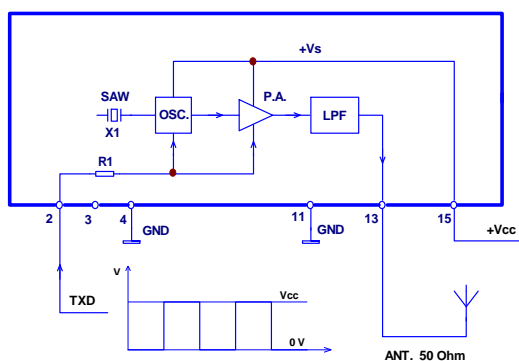 +Vs
SAW
P.A.
OSC.
LPF
X1
R1
2 3 4 11 13 15
GND GND
+Vcc
TXD
V
Vcc
0 V
ANT. 50 Ohm